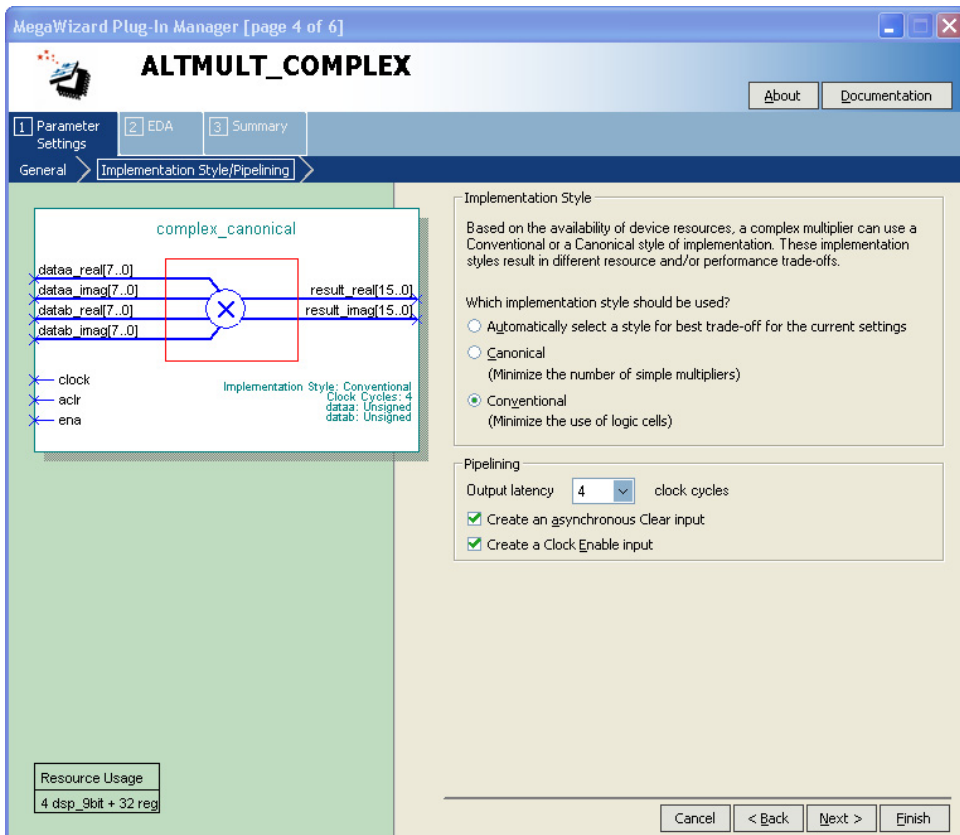 MegaWizard Plug-In Manager [page 4 of 6]
ALTMULT_COMPLEX
About
Documentation
1 Parameter Settings
2 EDA
3 Summary
General
Implementation Style/Pipelining
complex_canonical
dataa_real[7..0]
dataa_imag[7..0]
datab_real[7..0]
datab_imag[7..0]
result_real[15..0]
result_imag[15..0]
clock
aclr
ena
Implementation Style: Conventional
Clock Cycles: 4
dataa: Unsigned
datab: Unsigned
Resource Usage
4 dsp_9bit + 32 reg
Implementation Style
Based on the availability of device resources, a complex multiplier can use a
Conventional or a Canonical style of implementation. These implementation
styles result in different resource and/or performance trade-offs.
Which implementation style should be used?
Automatically select a style for best trade-off for the current settings
Canonical
(Minimize the number of simple multipliers)
Conventional
(Minimize the use of logic cells)
Pipelining
Output latency 4 clock cycles
Create an asynchronous Clear input
Create a Clock Enable input
Cancel
< Back
Next >
Finish